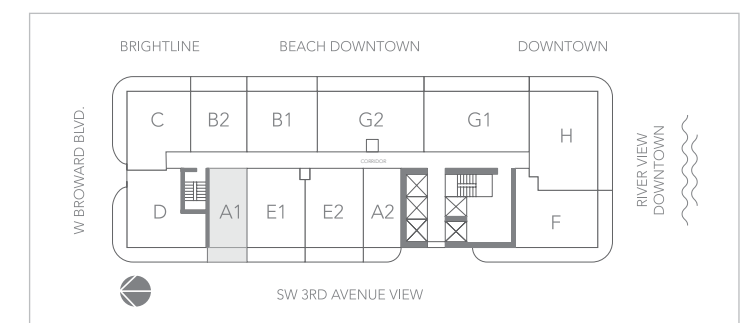 BRIGHTLINE BEACH DOWNTOWN DOWNTOWN
W BROWARD BLVD.
C B2 B1 G2 G1 H
CORRIDOR
D A1 E1 E2 A2 F
RIVER VIEW
DOWNTOWN
SW 3RD AVENUE VIEW